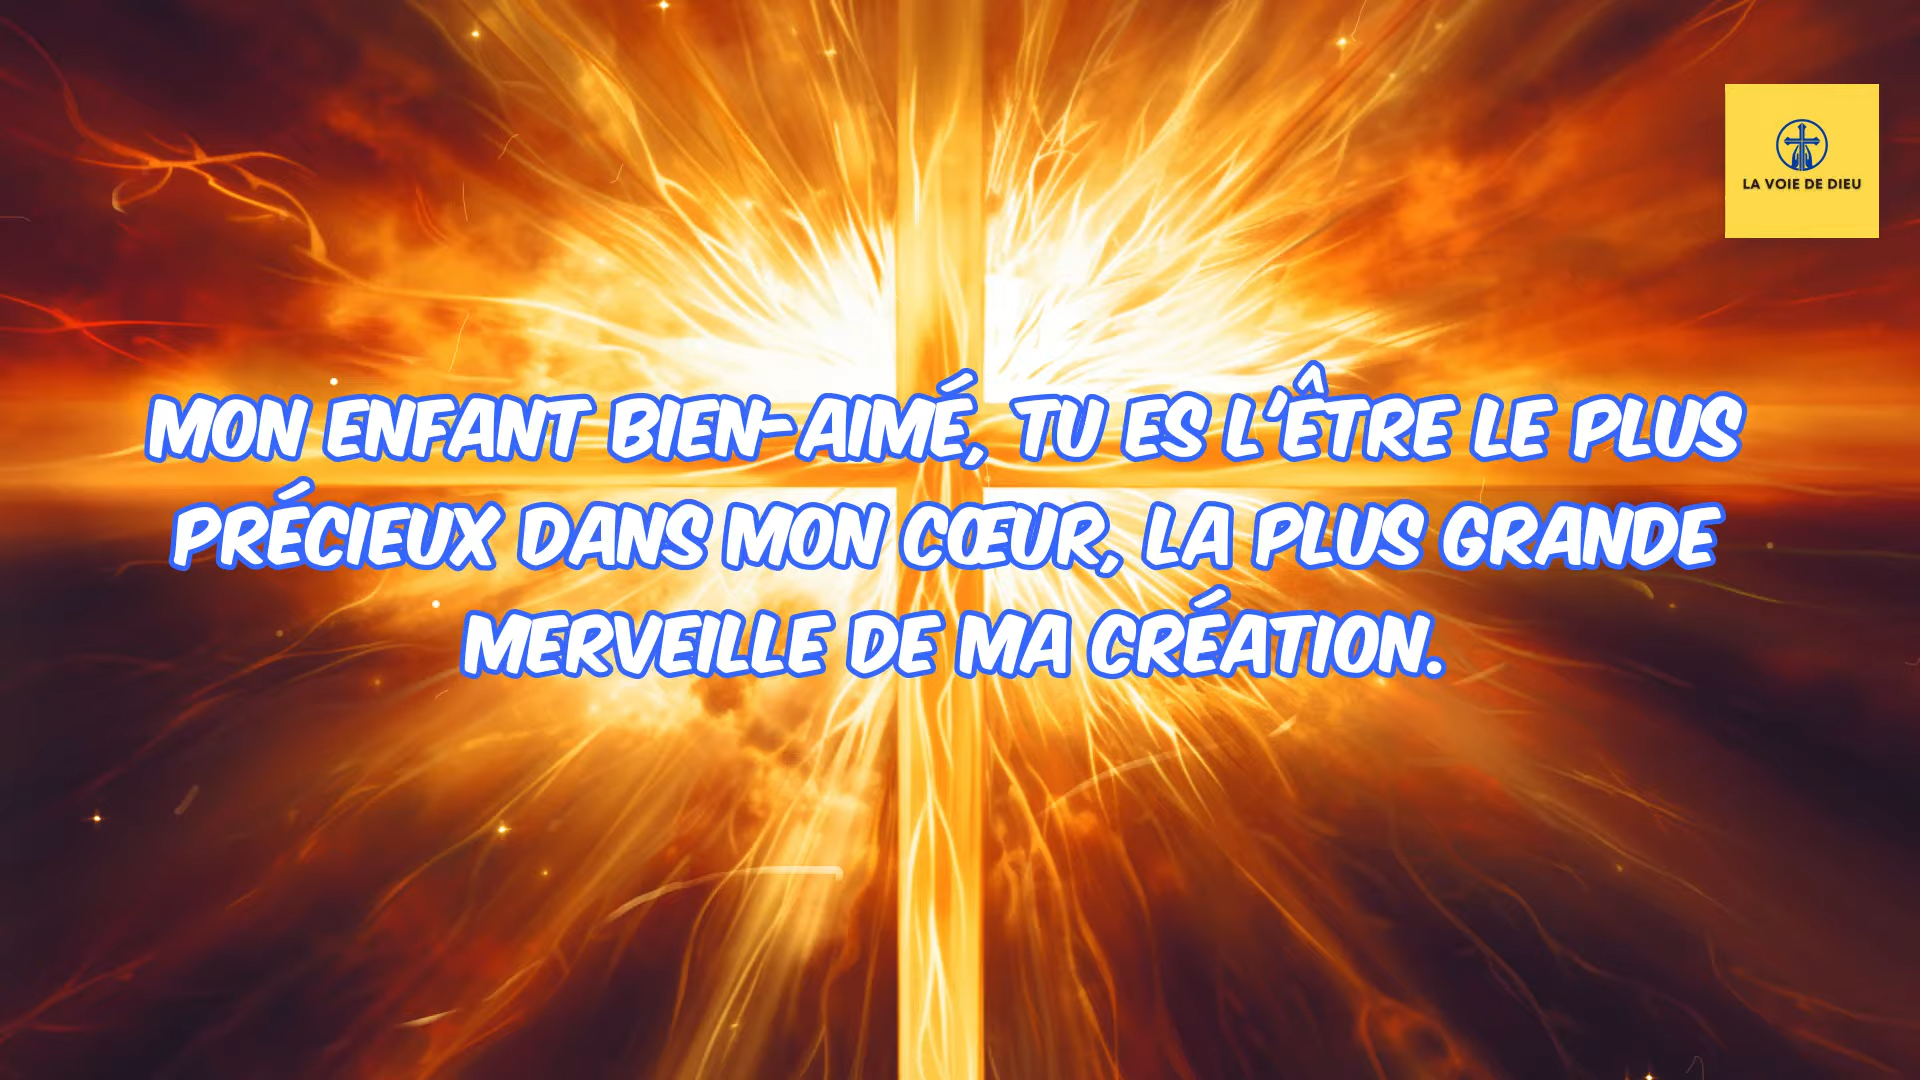 LA VOIE DE DIEU
MON ENFANT BIEN-AIMÉ, TU ES L'ÊTRE LE PLUS
PRÉCIEUX DANS MON CŒUR, LA PLUS GRANDE
MERVEILLE DE MA CRÉATION.